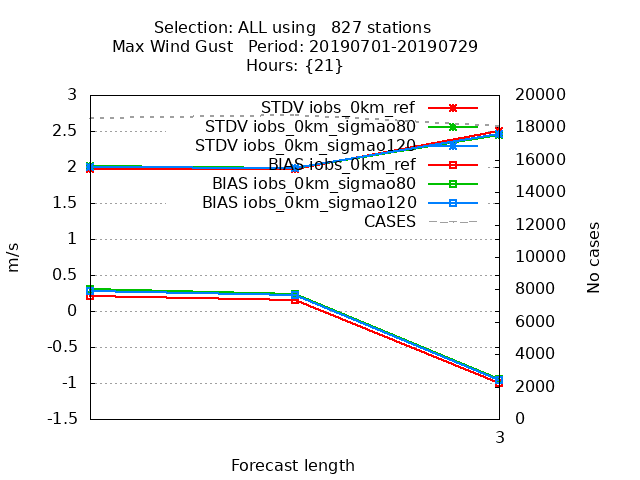 Selection: ALL using   827 stations
Max Wind Gust   Period: 20190701-20190729
Hours: {21}
STDV iobs_0km_ref
STDV iobs_0km_sigmao80
STDV iobs_0km_sigmao120
BIAS iobs_0km_ref
BIAS iobs_0km_sigmao80
BIAS iobs_0km_sigmao120
CASES
3
2.5
2
1.5
1
0.5
0
-0.5
-1
-1.5
m/s
20000
18000
16000
14000
12000
10000
8000
6000
4000
2000
0
No cases
3
Forecast length